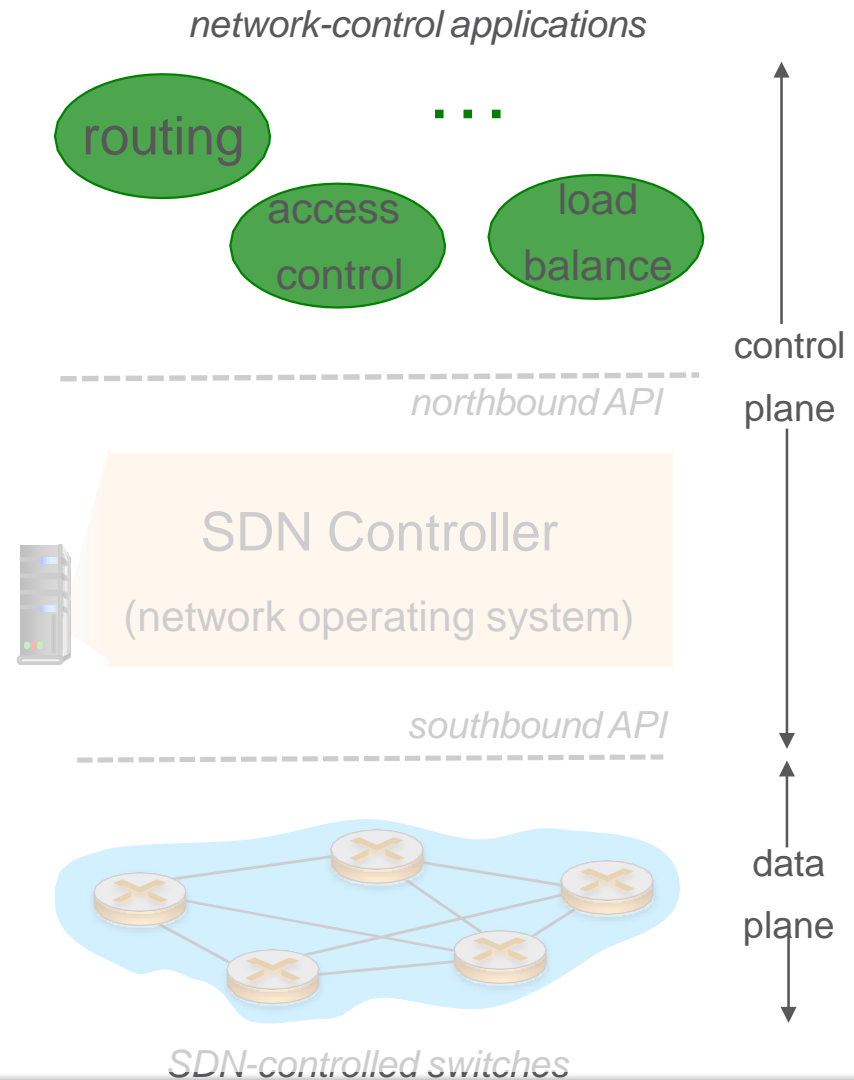 network-control applications
routing
...
access
control
load
balance
control
plane
northbound API
SDN Controller
(network operating system)
southbound API
data
plane
SDN-controlled switches